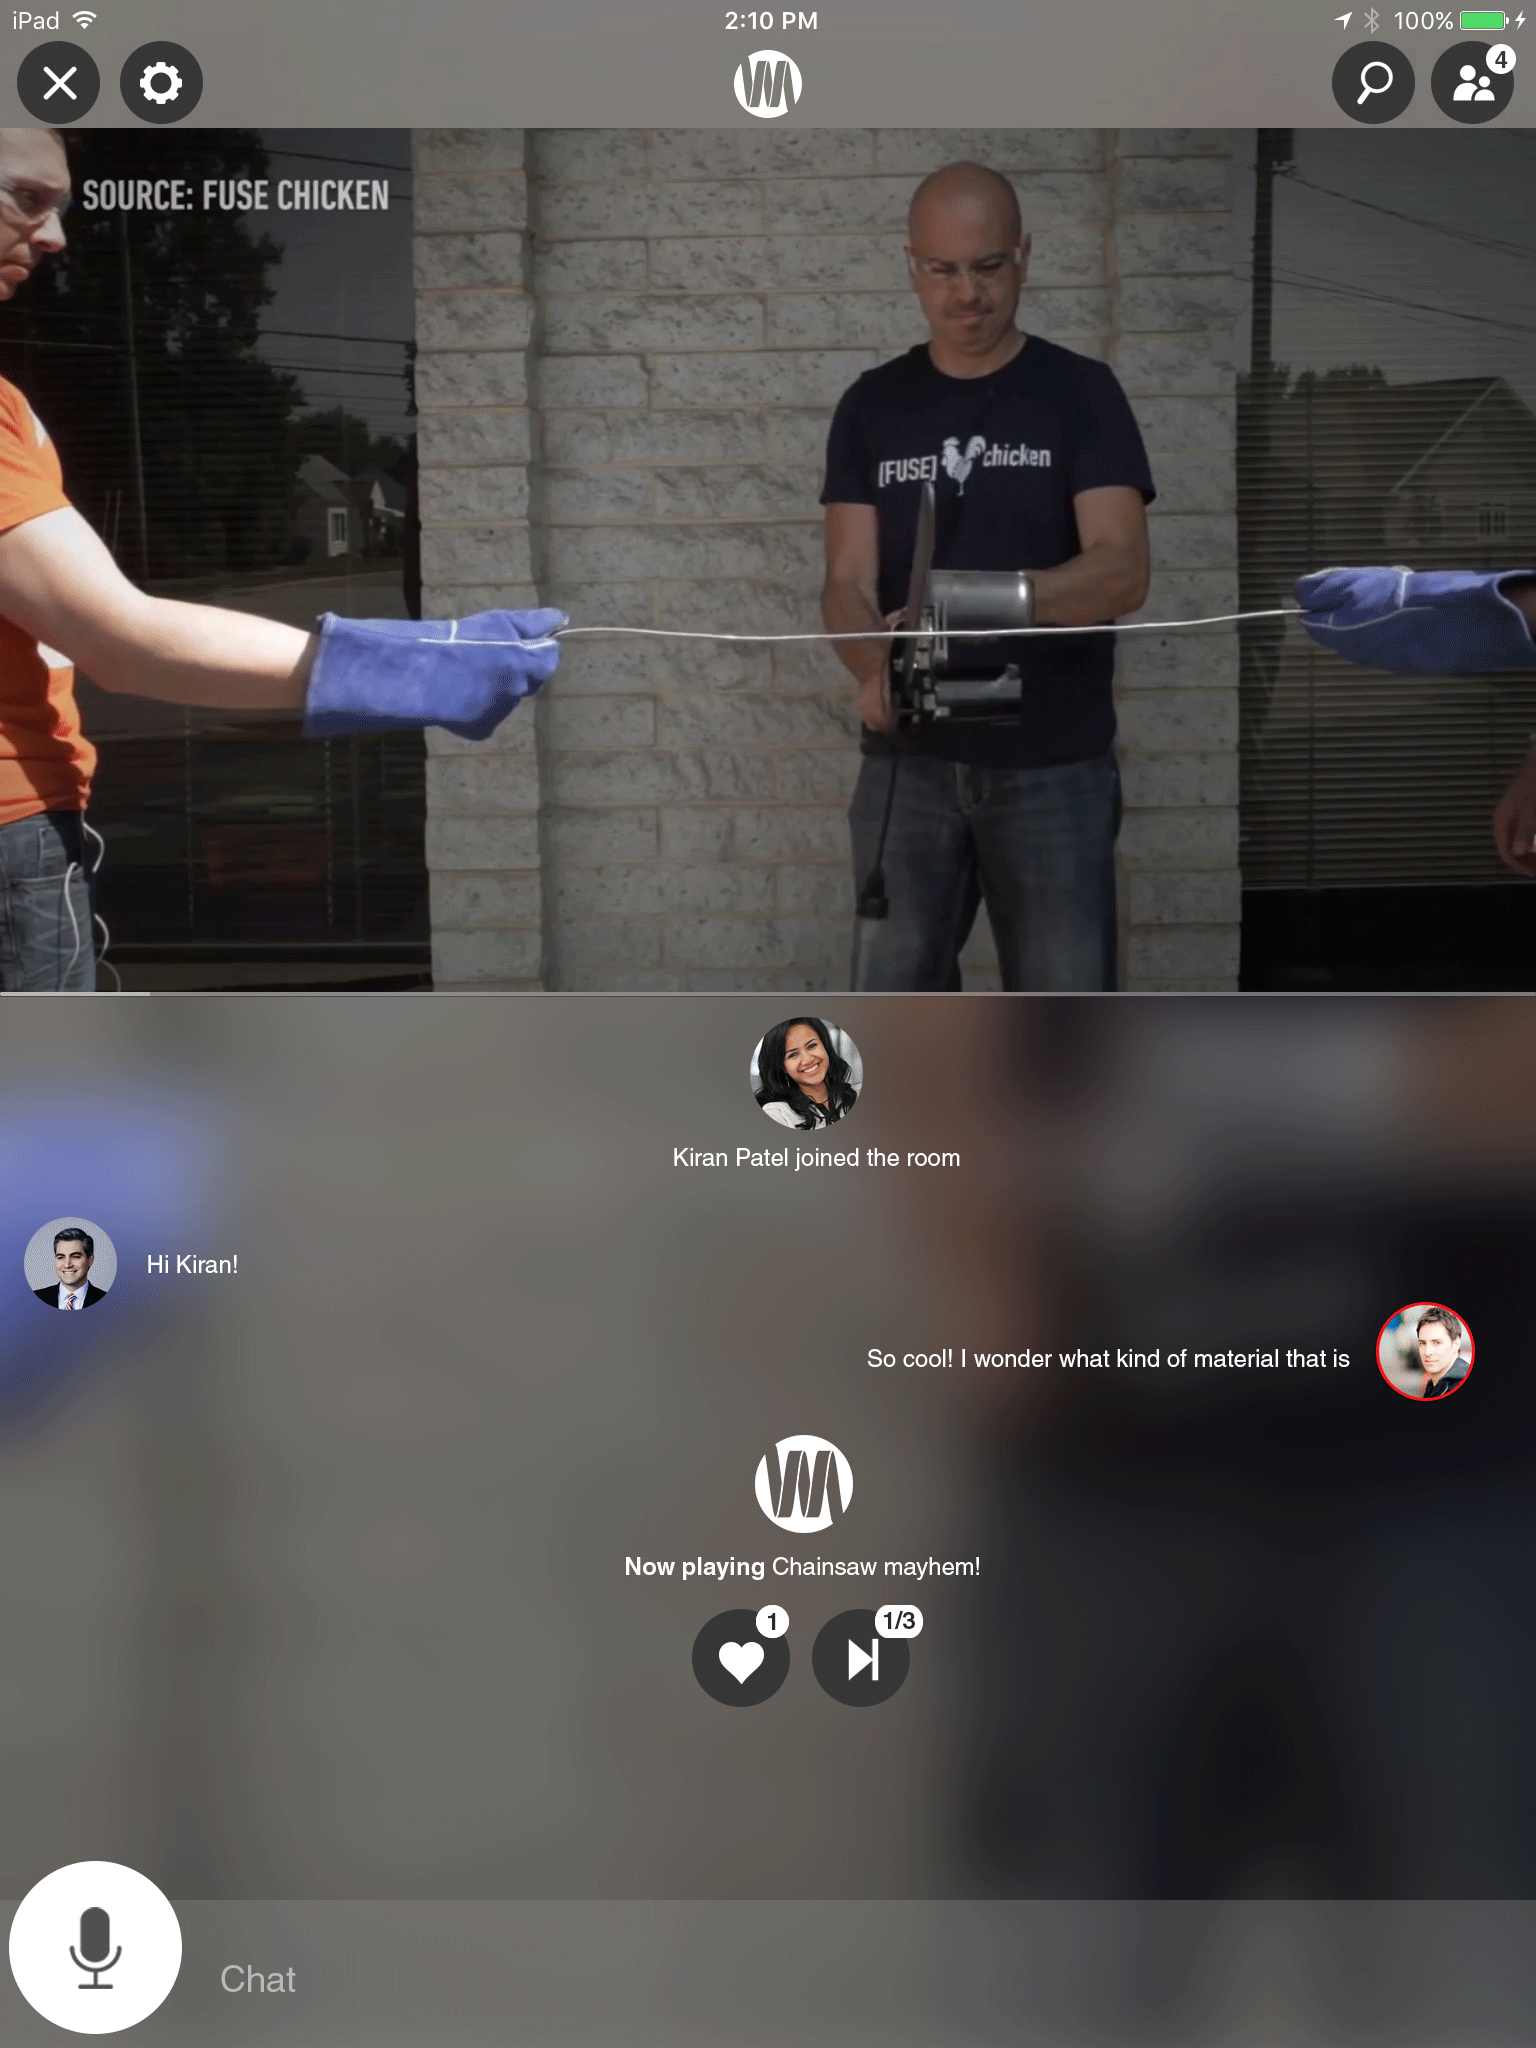 iPad
2:10 PM
100%
4
SOURCE: FUSE CHICKEN
[FUSE] chicken
Kiran Patel joined the room
Hi Kiran!
So cool! I wonder what kind of material that is
Now playing Chainsaw mayhem!
1
1/3
Chat